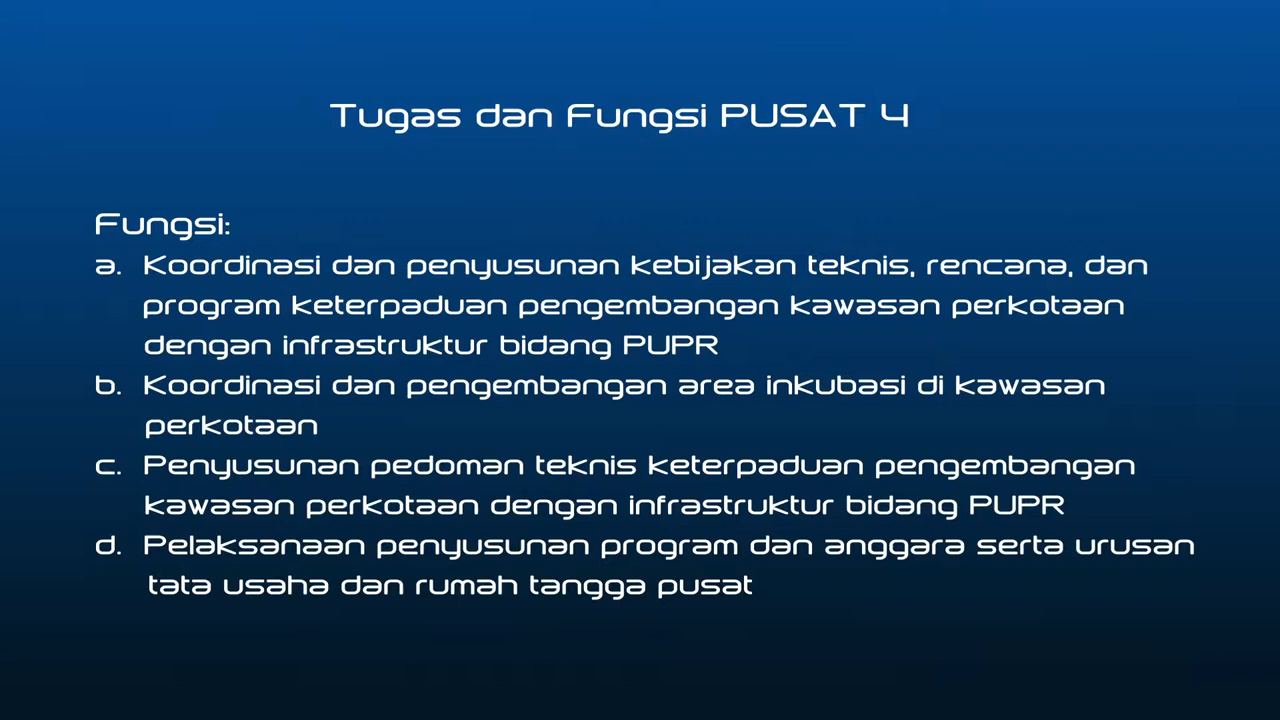 Tugas dan Fungsi PUSAT 4
Fungsi:
a. Koordinasi dan penyusunan kebijakan teknis, rencana, dan
program keterpaduan pengembangan kawasan perkotaan
dengan infrastruktur bidang PUPR
b. Koordinasi dan pengembangan area inkubasi di kawasan
perkotaan
c. Penyusunan pedoman teknis keterpaduan pengembangan
kawasan perkotaan dengan infrastruktur bidang PUPR
d. Pelaksanaan penyusunan program dan anggara serta urusan
tata usaha dan rumah tangga pusat